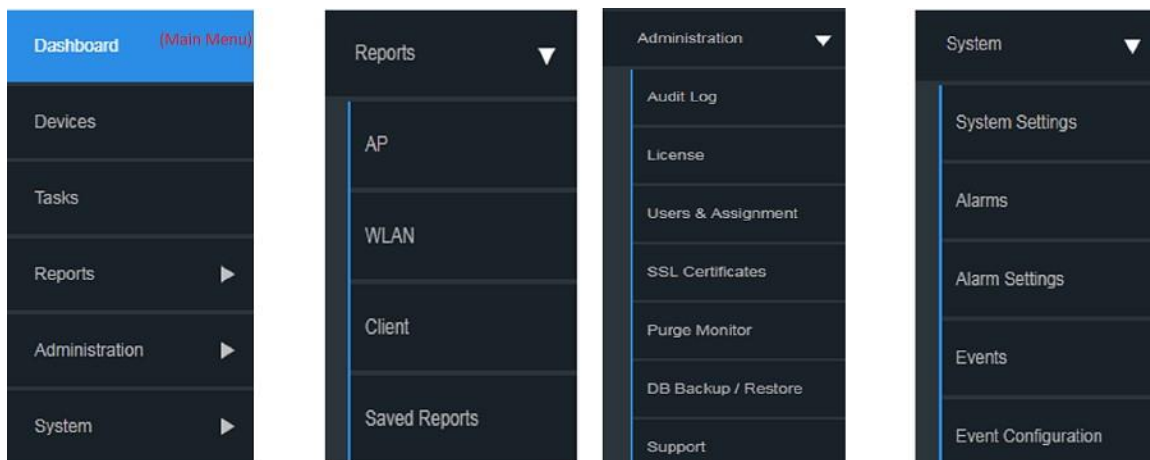 Dashboard (Main Menu)
Devices
Tasks
Reports
Administration
System
Reports
AP
WLAN
Client
Saved Reports
Administration
Audit Log
License
Users & Assignment
SSL Certificates
Purge Monitor
DB Backup / Restore
Support
System
System Settings
Alarms
Alarm Settings
Events
Event Configuration